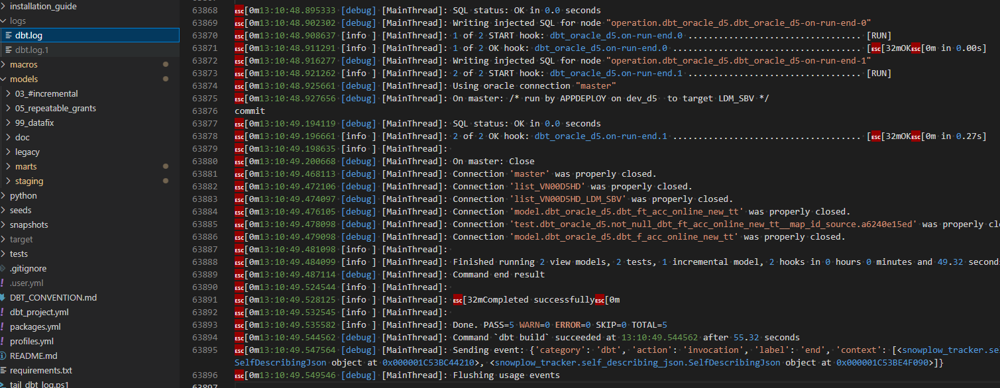 installation_guide
logs
dbt.log
dbt.log.1
macros
models
03_#incremental
05_repeatable_grants
99_datafix
doc
legacy
marts
staging
python
seeds
snapshots
target
tests
.gitignore
.user.yml
DBT_CONVENTION.md
dbt_project.yml
packages.yml
profiles.yml
README.md
requirements.txt
tail_dbt_log.ps1
63868 ESC[0m13:10:48.895333 [debug] [MainThread]: SQL status: OK in 0.0 seconds
63869 ESC[0m13:10:48.902302 [debug] [MainThread]: Writing injected SQL for node "operation.dbt_oracle_d5.dbt_oracle_d5-on-run-end-0"
63870 ESC[0m13:10:48.908637 [info ] [MainThread]: 1 of 2 START hook: dbt_oracle_d5.on-run-end.0 .................................. [RUN]
63871 ESC[0m13:10:48.911291 [info ] [MainThread]: 1 of 2 OK hook: dbt_oracle_d5.on-run-end.0 ..................................... [ESC[32mOKESC[0m in 0.00s]
63872 ESC[0m13:10:48.916277 [debug] [MainThread]: Writing injected SQL for node "operation.dbt_oracle_d5.dbt_oracle_d5-on-run-end-1"
63873 ESC[0m13:10:48.921262 [info ] [MainThread]: 2 of 2 START hook: dbt_oracle_d5.on-run-end.1 .................................. [RUN]
63874 ESC[0m13:10:48.925661 [debug] [MainThread]: Using oracle connection "master"
63875 ESC[0m13:10:48.927656 [debug] [MainThread]: On master: /* run by APPDEPLOY on dev_d5  to target LDM_SBV */
63876 commit
63877 ESC[0m13:10:49.194119 [debug] [MainThread]: SQL status: OK in 0.0 seconds
63878 ESC[0m13:10:49.196661 [info ] [MainThread]: 2 of 2 OK hook: dbt_oracle_d5.on-run-end.1 ..................................... [ESC[32mOKESC[0m in 0.27s]
63879 ESC[0m13:10:49.198635 [info ] [MainThread]:
63880 ESC[0m13:10:49.200668 [debug] [MainThread]: On master: Close
63881 ESC[0m13:10:49.468113 [debug] [MainThread]: Connection 'master' was properly closed.
63882 ESC[0m13:10:49.472106 [debug] [MainThread]: Connection 'list_VN00D5HD' was properly closed.
63883 ESC[0m13:10:49.474097 [debug] [MainThread]: Connection 'list_VN00D5HD_LDM_SBV' was properly closed.
63884 ESC[0m13:10:49.476105 [debug] [MainThread]: Connection 'model.dbt_oracle_d5.dbt_ft_acc_online_new_tt' was properly closed.
63885 ESC[0m13:10:49.478098 [debug] [MainThread]: Connection 'test.dbt_oracle_d5.not_null_dbt_ft_acc_online_new_tt__map_id_source.a6240e15ed' was properly clo
63886 ESC[0m13:10:49.479098 [debug] [MainThread]: Connection 'model.dbt_oracle_d5.dbt_f_acc_online_new_tt' was properly closed.
63887 ESC[0m13:10:49.481098 [info ] [MainThread]:
63888 ESC[0m13:10:49.484099 [info ] [MainThread]: Finished running 2 view models, 2 tests, 1 incremental model, 2 hooks in 0 hours 0 minutes and 49.32 seconds
63889 ESC[0m13:10:49.487114 [debug] [MainThread]: Command end result
63890 ESC[0m13:10:49.524544 [info ] [MainThread]:
63891 ESC[0m13:10:49.528125 [info ] [MainThread]: ESC[32mCompleted successfullyESC[0m
63892 ESC[0m13:10:49.532545 [info ] [MainThread]:
63893 ESC[0m13:10:49.535582 [info ] [MainThread]: Done. PASS=5 WARN=0 ERROR=0 SKIP=0 TOTAL=5
63894 ESC[0m13:10:49.544562 [debug] [MainThread]: Command `dbt build` succeeded at 13:10:49.544562 after 55.32 seconds
63895 ESC[0m13:10:49.547564 [debug] [MainThread]: Sending event: {'category': 'dbt', 'action': 'invocation', 'label': 'end', 'context': [<snowplow_tracker.se
SelfDescribingJson object at 0x000001C53BC44210>, <snowplow_tracker.self_describing_json.SelfDescribingJson object at 0x000001C53BE4F090>]}
63896 ESC[0m13:10:49.549546 [debug] [MainThread]: Flushing usage events
63897